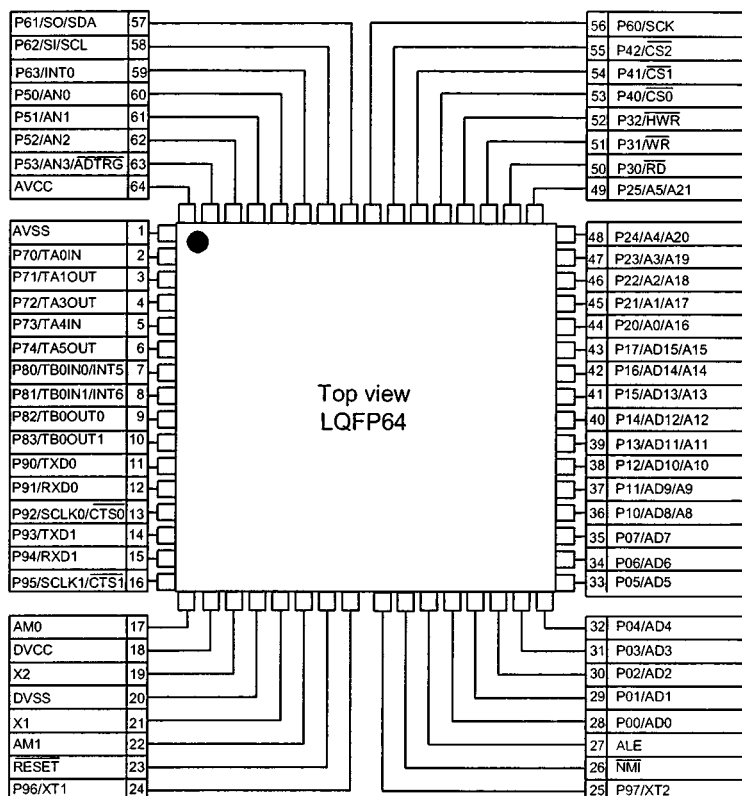 P61/SO/SDA 57
P62/SI/SCL 58
P63/INT0 59
P50/AN0 60
P51/AN1 61
P52/AN2 62
P53/AN3/ADTRG 63
AVCC 64
56 P60/SCK
55 P42/CS2
54 P41/CS1
53 P40/CS0
52 P32/HWR
51 P31/WR
50 P30/RD
49 P25/A5/A21
AVSS 1
P70/TA0IN 2
P71/TA1OUT 3
P72/TA3OUT 4
P73/TA4IN 5
P74/TA5OUT 6
P80/TB0IN0/INT5 7
P81/TB0IN1/INT6 8
P82/TB0OUT0 9
P83/TB0OUT1 10
P90/TXD0 11
P91/RXD0 12
P92/SCLK0/CTS0 13
P93/TXD1 14
P94/RXD1 15
P95/SCLK1/CTS1 16
Top view
LQFP64
48 P24/A4/A20
47 P23/A3/A19
46 P22/A2/A18
45 P21/A1/A17
44 P20/A0/A16
43 P17/AD15/A15
42 P16/AD14/A14
41 P15/AD13/A13
40 P14/AD12/A12
39 P13/AD11/A11
38 P12/AD10/A10
37 P11/AD9/A9
36 P10/AD8/A8
35 P07/AD7
34 P06/AD6
33 P05/AD5
AM0 17
DVCC 18
X2 19
DVSS 20
X1 21
AM1 22
RESET 23
P96/XT1 24
32 P04/AD4
31 P03/AD3
30 P02/AD2
29 P01/AD1
28 P00/AD0
27 ALE
26 NMI
25 P97/XT2